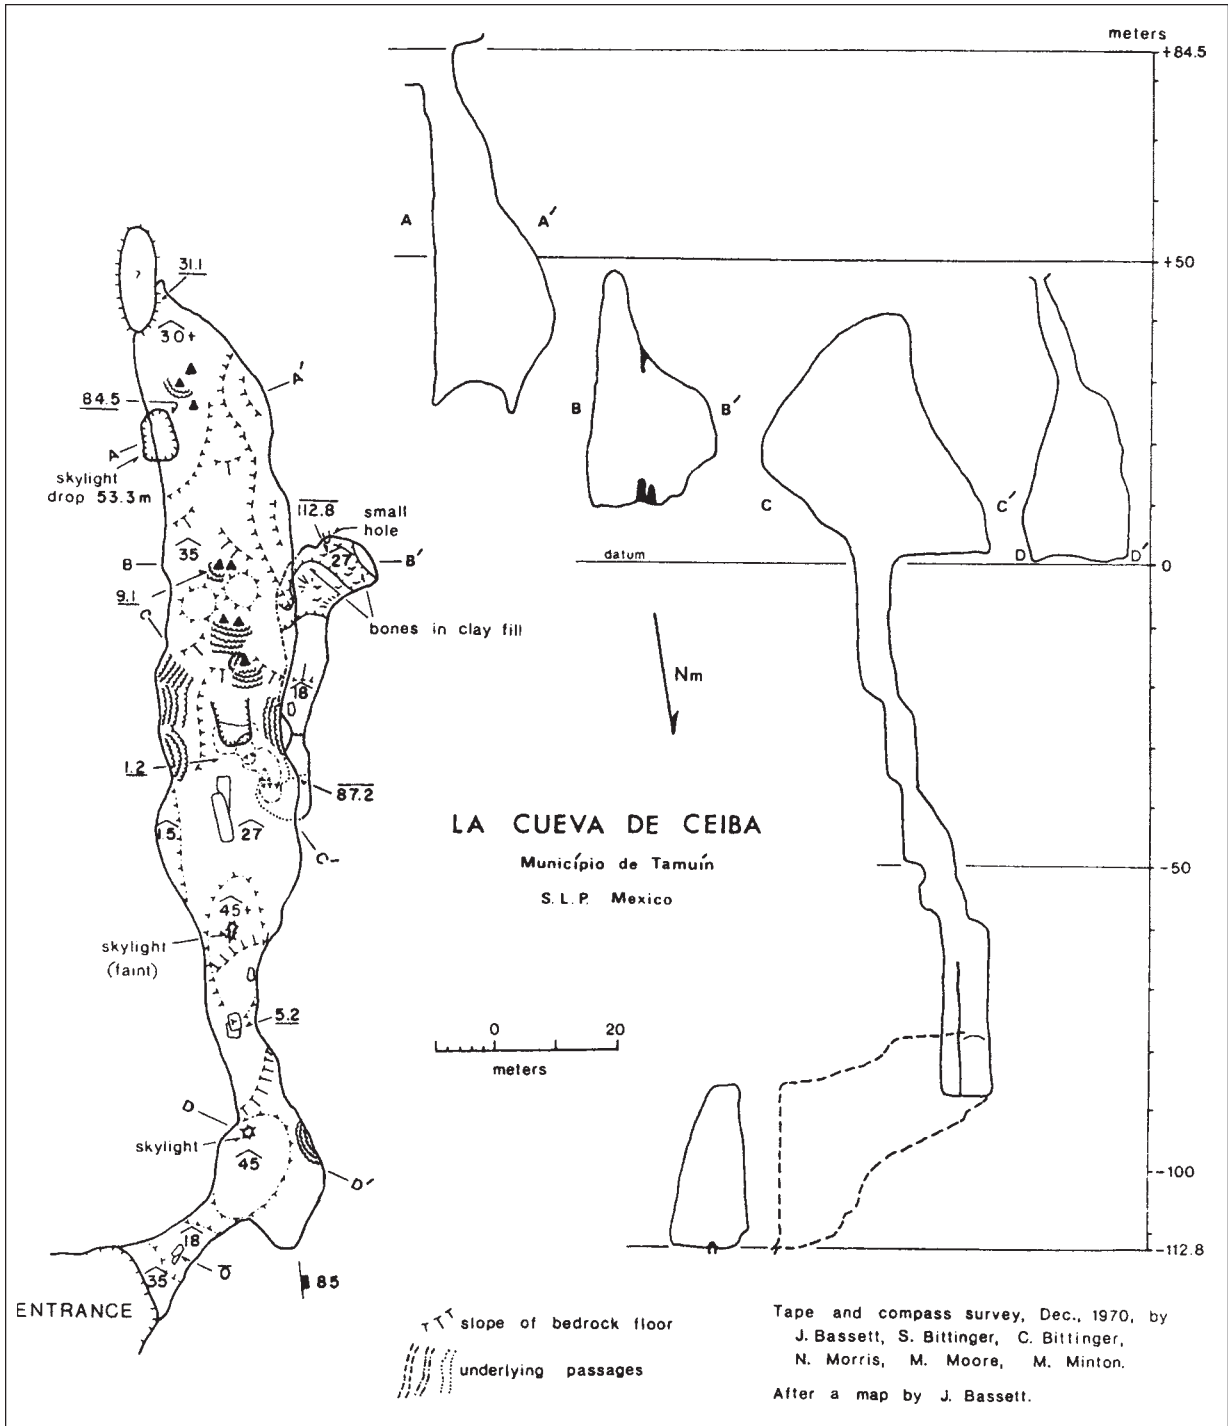 meters
+84.5
A
A′
+50
31.1
30+
A′
84.5
A
skylight
drop 53.3m
B
B′
C
C′
D
D′
112.8
small
hole
35
27
B
B′
datum
0
9.1
C
bones in clay fill
Nm
18
1.2
87.2
15
27
C′
LA CUEVA DE CEIBA
Município de Tamuín
S.L.P. Mexico
-50
45+
skylight
(faint)
5.2
0
20
meters
D
skylight
45
D′
-100
18
0
35
85
-112.8
ENTRANCE
slope of bedrock floor
underlying passages
Tape and compass survey, Dec., 1970, by
J. Bassett, S. Bittinger, C. Bittinger,
N. Morris, M. Moore, M. Minton.
After a map by J. Bassett.